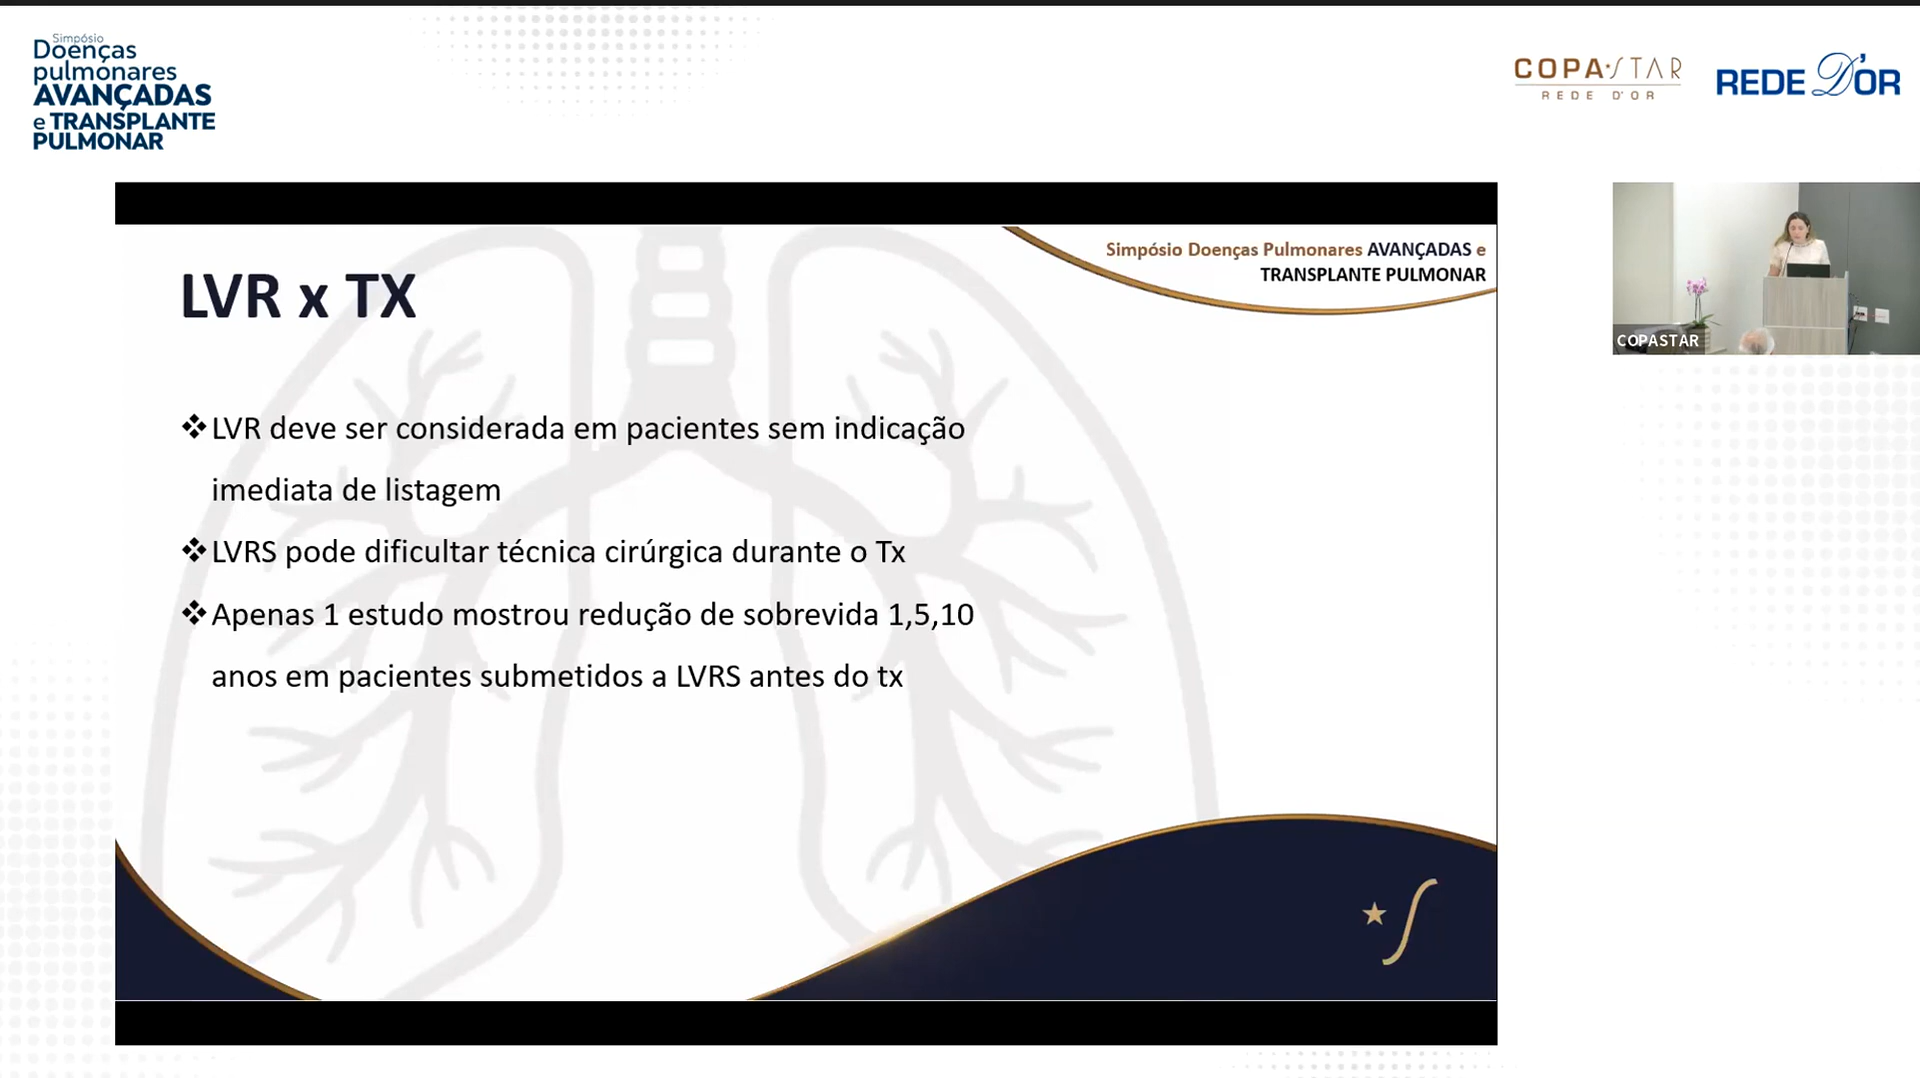 Simpósio
Doenças
pulmonares
AVANÇADAS
e TRANSPLANTE
PULMONAR
COPA STAR
REDE D'OR
REDE D'OR
Simpósio Doenças Pulmonares AVANÇADAS e
TRANSPLANTE PULMONAR
LVR x TX
❖LVR deve ser considerada em pacientes sem indicação
imediata de listagem
❖LVRS pode dificultar técnica cirúrgica durante o Tx
❖Apenas 1 estudo mostrou redução de sobrevida 1,5,10
anos em pacientes submetidos a LVRS antes do tx
COPASTAR